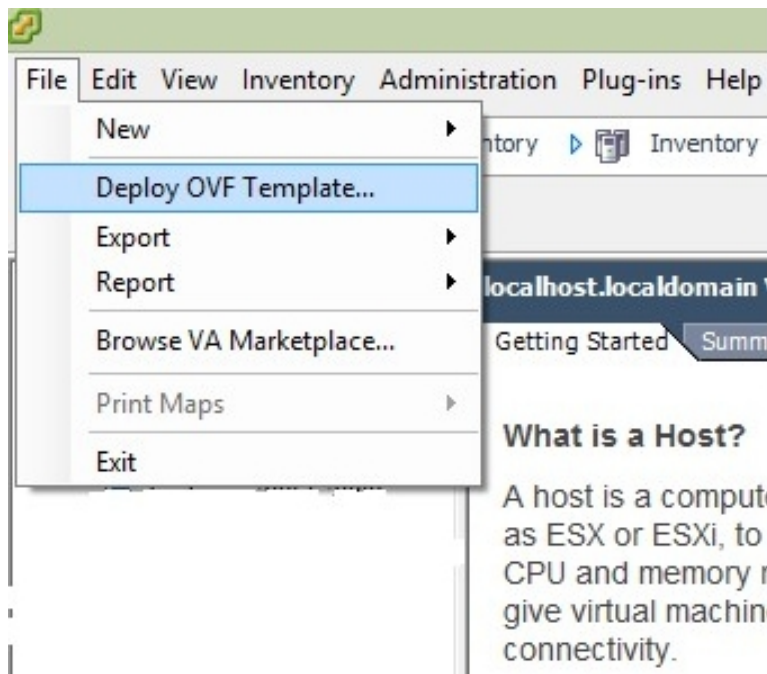 File Edit View Inventory Administration Plug-ins Help
New
ntory Inventory
Deploy OVF Template...
Export
Report
localhost.localdomain
Browse VA Marketplace...
Getting Started Summ
Print Maps
What is a Host?
Exit
A host is a compute
as ESX or ESXi, to
CPU and memory r
give virtual machin
connectivity.